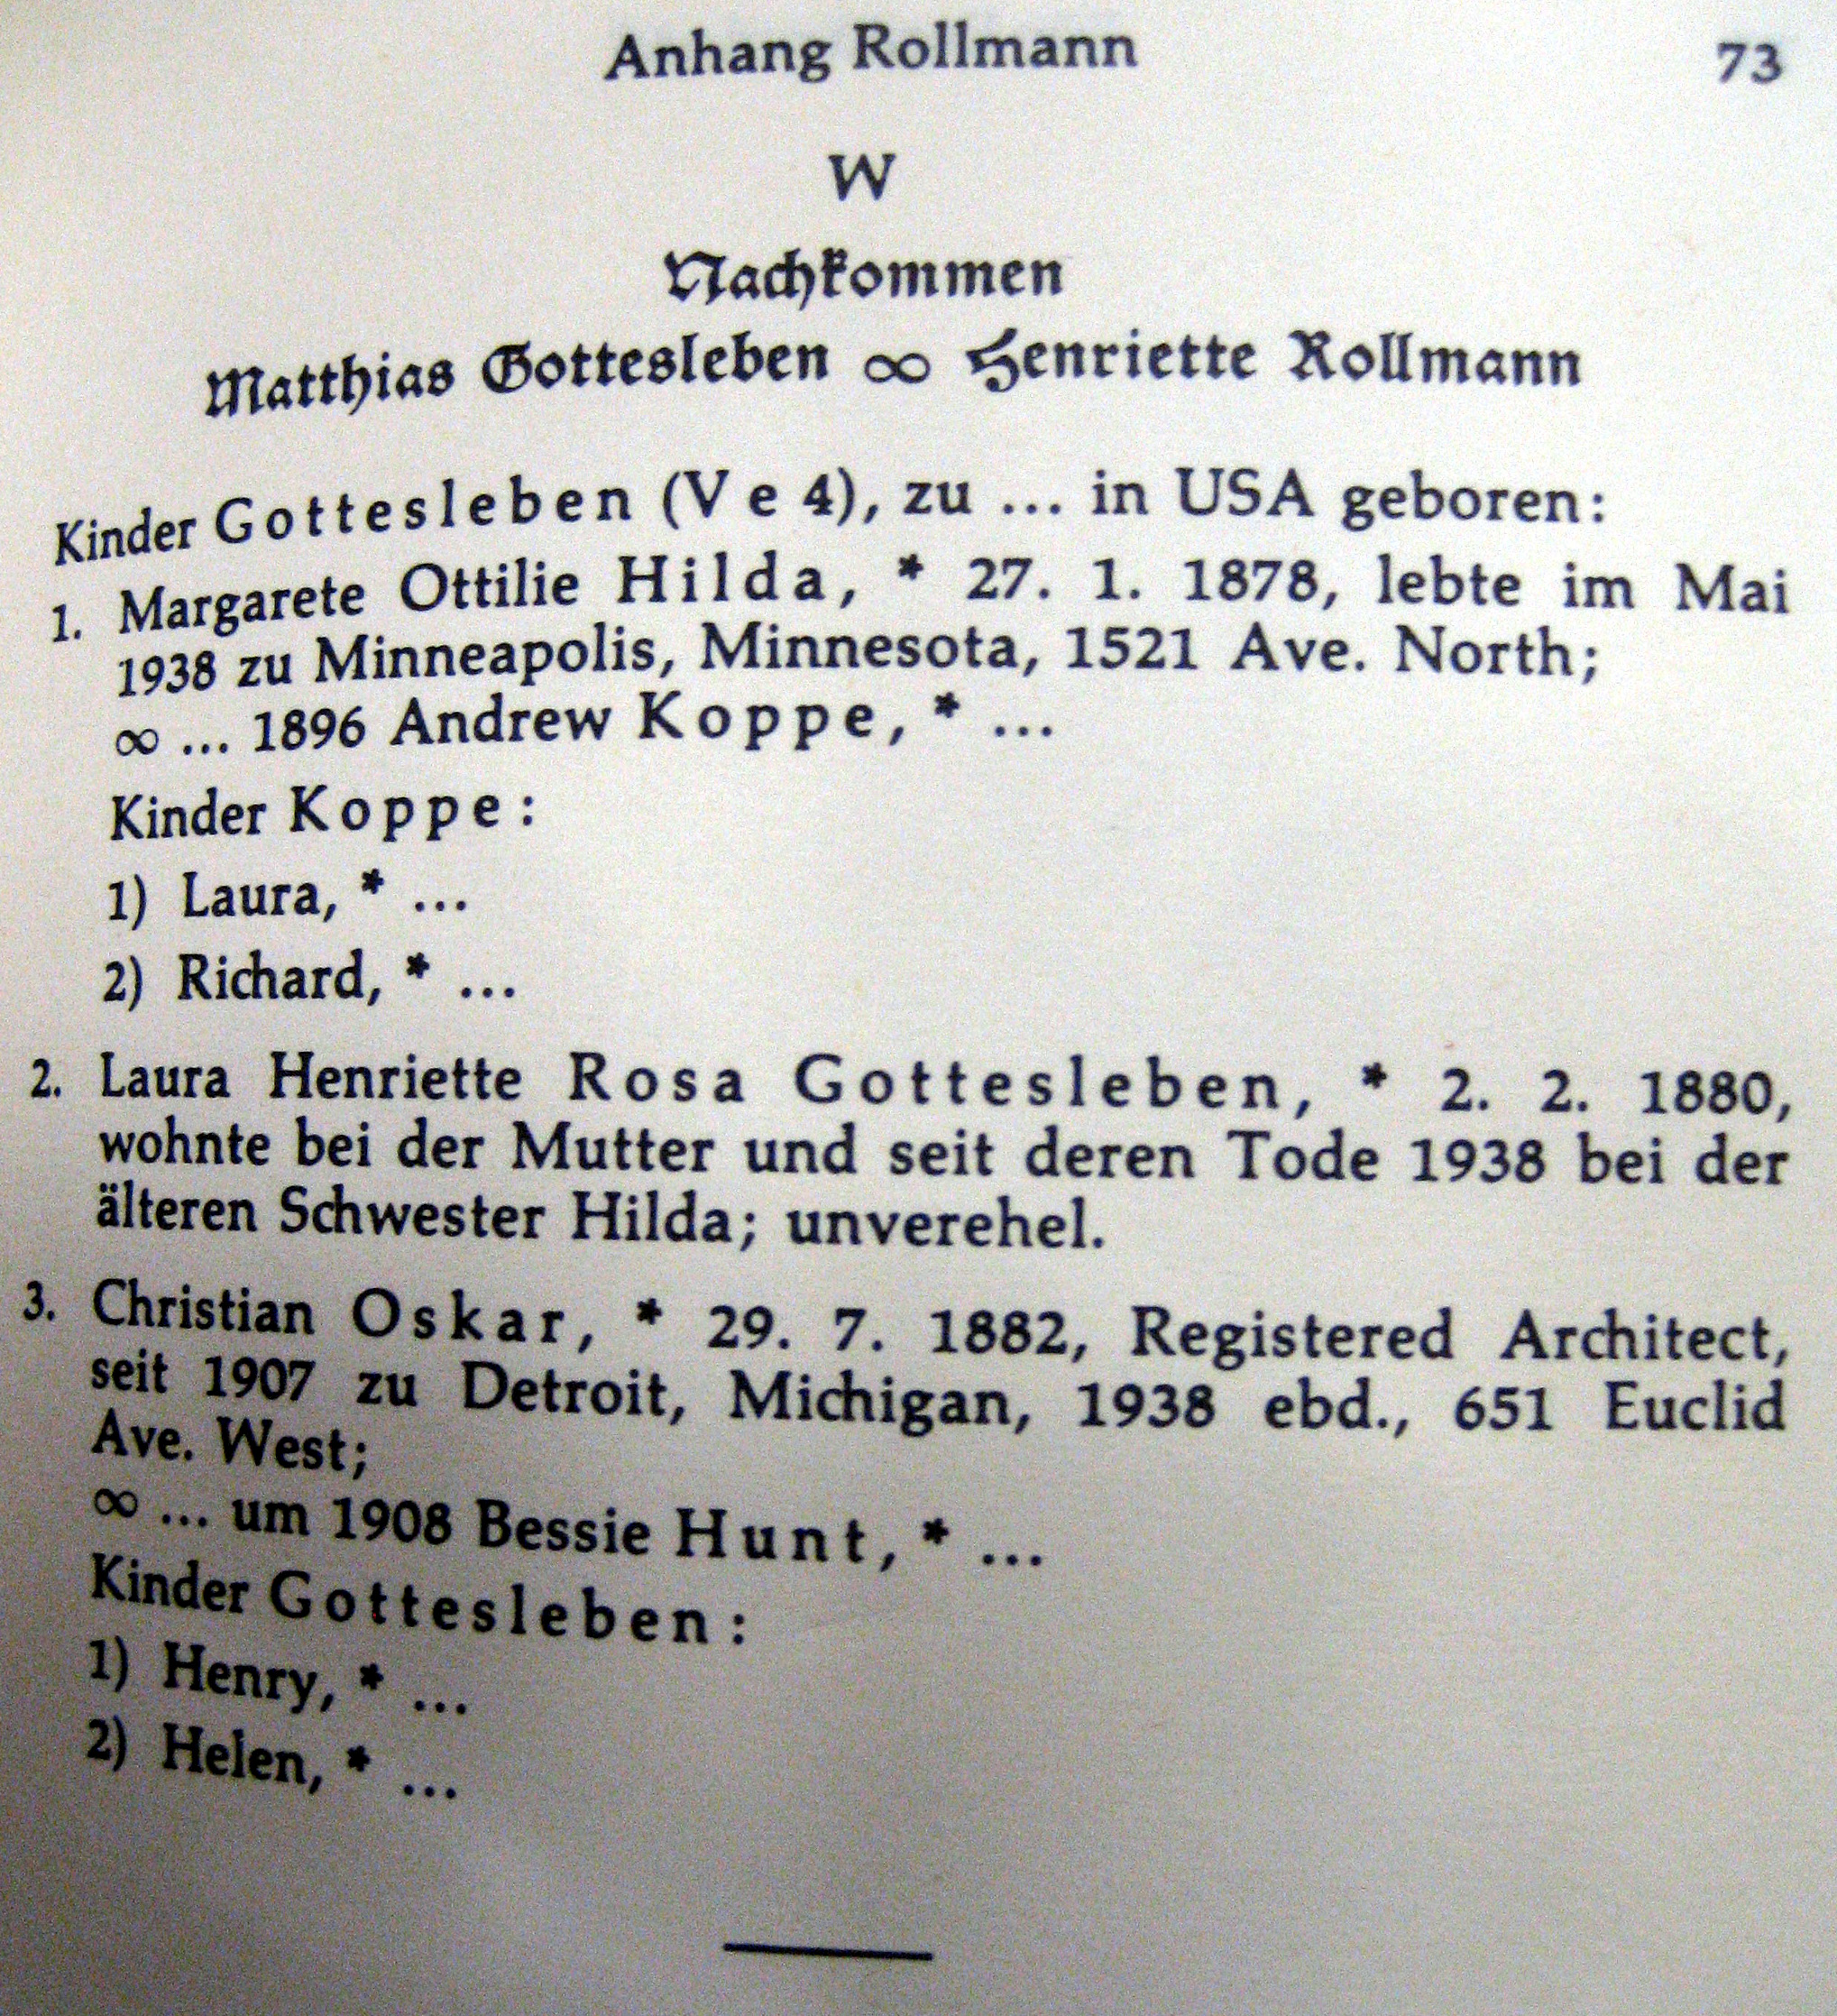 Anhang Rollmann 73
W
Nachkommen
Matthias Gottesleben ∞ Henriette Rollmann
Kinder Gottesleben (V e 4), zu ... in USA geboren:
1. Margarete Ottilie Hilda, * 27. 1. 1878, lebte im Mai
1938 zu Minneapolis, Minnesota, 1521 Ave. North;
∞ ... 1896 Andrew Koppe, * ...
Kinder Koppe:
1) Laura, * ...
2) Richard, * ...
2. Laura Henriette Rosa Gottesleben, * 2. 2. 1880,
wohnte bei der Mutter und seit deren Tode 1938 bei der
älteren Schwester Hilda; unverehel.
3. Christian Oskar, * 29. 7. 1882, Registered Architect,
seit 1907 zu Detroit, Michigan, 1938 ebd., 651 Euclid
Ave. West;
∞ ... um 1908 Bessie Hunt, * ...
Kinder Gottesleben:
1) Henry, * ...
2) Helen, * ...